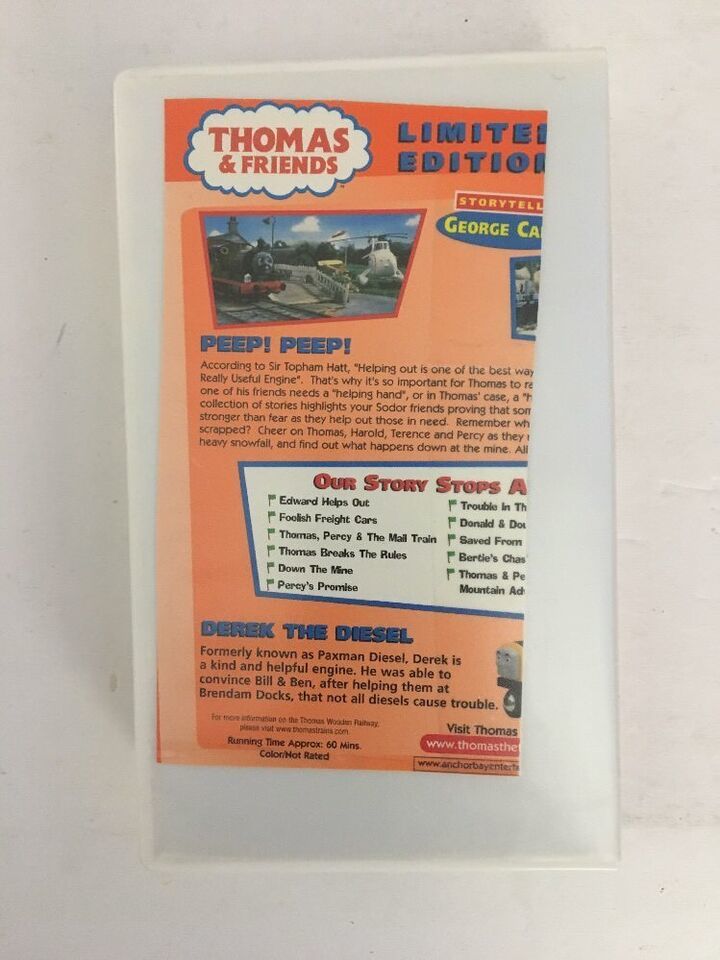 THOMAS
& FRIENDS
™
LIMITE
EDITIO
STORYTELL
GEORGE CA
PEEP! PEEP!
According to Sir Topham Hatt, "Helping out is one of the best way
Really Useful Engine". That's why it's so important for Thomas to re
one of his friends needs a "helping hand", or in Thomas' case, a "h
collection of stories highlights your Sodor friends proving that som
stronger than fear as they help out those in need. Remember wh
scrapped? Cheer on Thomas, Harold, Terence and Percy as they
heavy snowfall, and find out what happens down at the mine. All
OUR STORY STOPS A
Edward Helps Out
Foolish Freight Cars
Thomas, Percy & The Mail Train
Thomas Breaks The Rules
Down The Mine
Percy's Promise
Trouble In Th
Donald & Dou
Saved From
Bertie's Chas
Thomas & Pe
Mountain Adv
DEREK THE DIESEL
Formerly known as Paxman Diesel, Derek is
a kind and helpful engine. He was able to
convince Bill & Ben, after helping them at
Brendam Docks, that not all diesels cause trouble.
For more information on the Thomas Wooden Railway,
please visit www.thomastrains.com
Running Time Approx: 60 Mins.
Color/Not Rated
Visit Thomas
www.thomasthe
www.anchorbayenterta